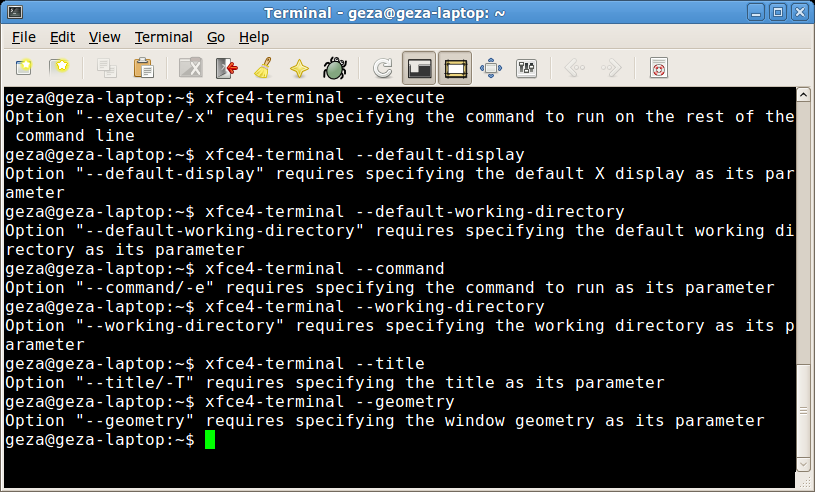 Terminal - geza@geza-laptop: ~
File Edit View Terminal Go Help
geza@geza-laptop:~$ xfce4-terminal --execute
Option "--execute/-x" requires specifying the command to run on the rest of the
 command line
geza@geza-laptop:~$ xfce4-terminal --default-display
Option "--default-display" requires specifying the default X display as its par
ameter
geza@geza-laptop:~$ xfce4-terminal --default-working-directory
Option "--default-working-directory" requires specifying the default working di
rectory as its parameter
geza@geza-laptop:~$ xfce4-terminal --command
Option "--command/-e" requires specifying the command to run as its parameter
geza@geza-laptop:~$ xfce4-terminal --working-directory
Option "--working-directory" requires specifying the working directory as its p
arameter
geza@geza-laptop:~$ xfce4-terminal --title
Option "--title/-T" requires specifying the title as its parameter
geza@geza-laptop:~$ xfce4-terminal --geometry
Option "--geometry" requires specifying the window geometry as its parameter
geza@geza-laptop:~$